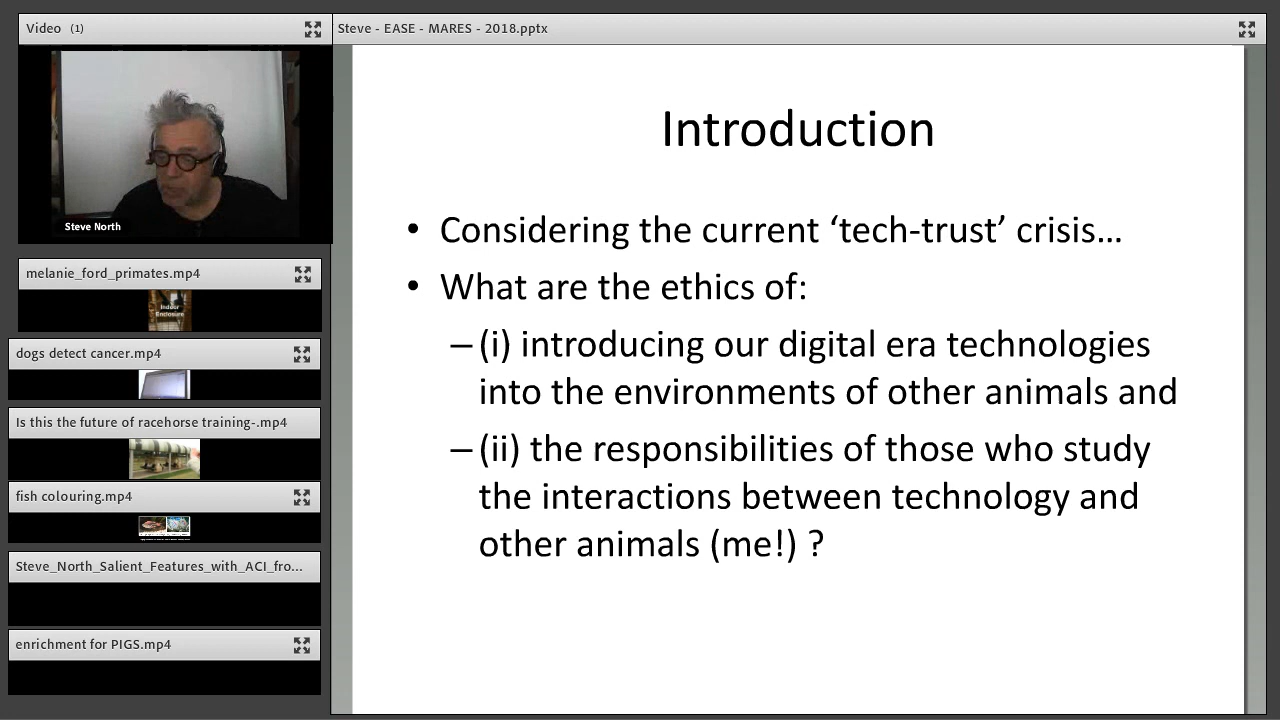 Video (1)
Steve - EASE - MARES - 2018.pptx
Steve North
melanie_ford_primates.mp4
Indoor
Enclosure
dogs detect cancer.mp4
Is this the future of racehorse training-.mp4
fish colouring.mp4
Steve_North_Salient_Features_with_ACI_fro...
enrichment for PIGS.mp4
Introduction
• Considering the current ‘tech-trust’ crisis…
• What are the ethics of:
– (i) introducing our digital era technologies
into the environments of other animals and
– (ii) the responsibilities of those who study
the interactions between technology and
other animals (me!) ?